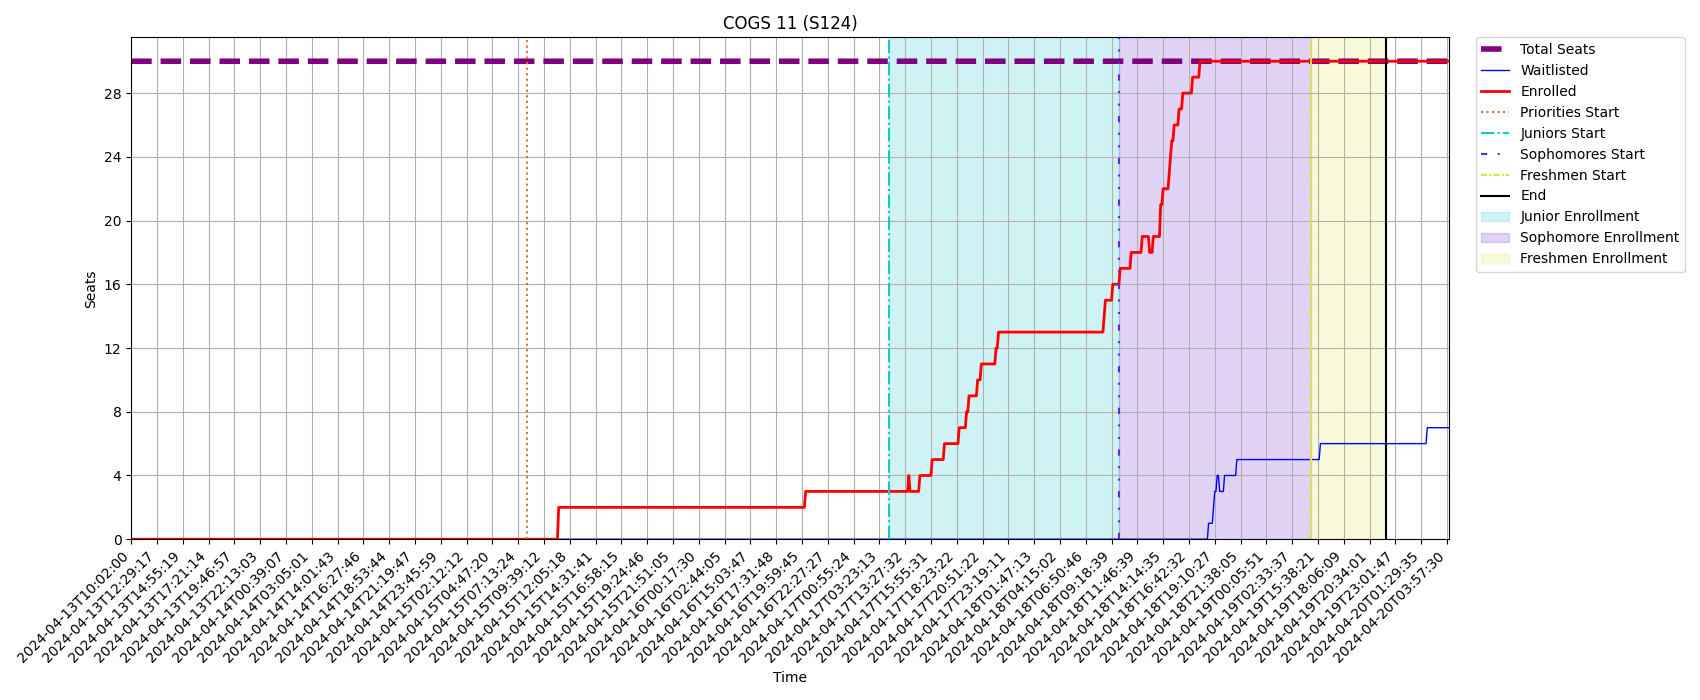 COGS 11 (S124)
Total Seats
Waitlisted
Enrolled
Priorities Start
Juniors Start
Sophomores Start
Freshmen Start
End
Junior Enrollment
Sophomore Enrollment
Freshmen Enrollment
Seats
28
24
20
16
12
8
4
0
2024-04-13T10:02:00
2024-04-13T12:29:17
2024-04-13T14:55:19
2024-04-13T17:21:14
2024-04-13T19:46:57
2024-04-13T22:13:03
2024-04-14T00:39:07
2024-04-14T03:05:01
2024-04-14T14:01:43
2024-04-14T16:27:46
2024-04-14T18:53:44
2024-04-14T21:19:47
2024-04-14T23:45:59
2024-04-15T02:12:12
2024-04-15T04:47:20
2024-04-15T07:13:24
2024-04-15T09:39:12
2024-04-15T12:05:18
2024-04-15T14:31:41
2024-04-15T16:58:15
2024-04-15T19:24:46
2024-04-15T21:51:05
2024-04-16T00:17:30
2024-04-16T02:44:05
2024-04-16T15:03:47
2024-04-16T17:31:48
2024-04-16T19:59:45
2024-04-16T22:27:27
2024-04-17T00:55:24
2024-04-17T03:23:13
2024-04-17T13:27:32
2024-04-17T15:55:31
2024-04-17T18:23:22
2024-04-17T20:51:22
2024-04-17T23:19:11
2024-04-18T01:47:13
2024-04-18T04:15:02
2024-04-18T06:50:46
2024-04-18T09:18:39
2024-04-18T11:46:39
2024-04-18T14:14:35
2024-04-18T16:42:32
2024-04-18T19:10:27
2024-04-18T21:38:05
2024-04-19T00:05:51
2024-04-19T02:33:37
2024-04-19T15:38:21
2024-04-19T18:06:09
2024-04-19T20:34:01
2024-04-19T23:01:47
2024-04-20T01:29:35
2024-04-20T03:57:30
Time